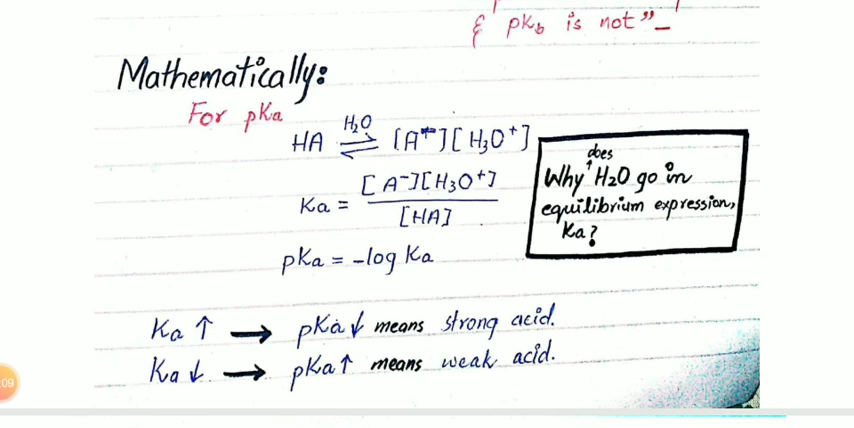 & pKb is not "–
Mathematically:
For pKa
HA ⇌ [A⁻][H3O⁺]
H2O
Ka = [A⁻][H3O⁺] / [HA]
pKa = -log Ka
does
Why ↑ H2O go in
equilibrium expression,
Ka?
Ka ↑ → pKa ↓ means strong acid.
Ka ↓ → pKa ↑ means weak acid.
:09